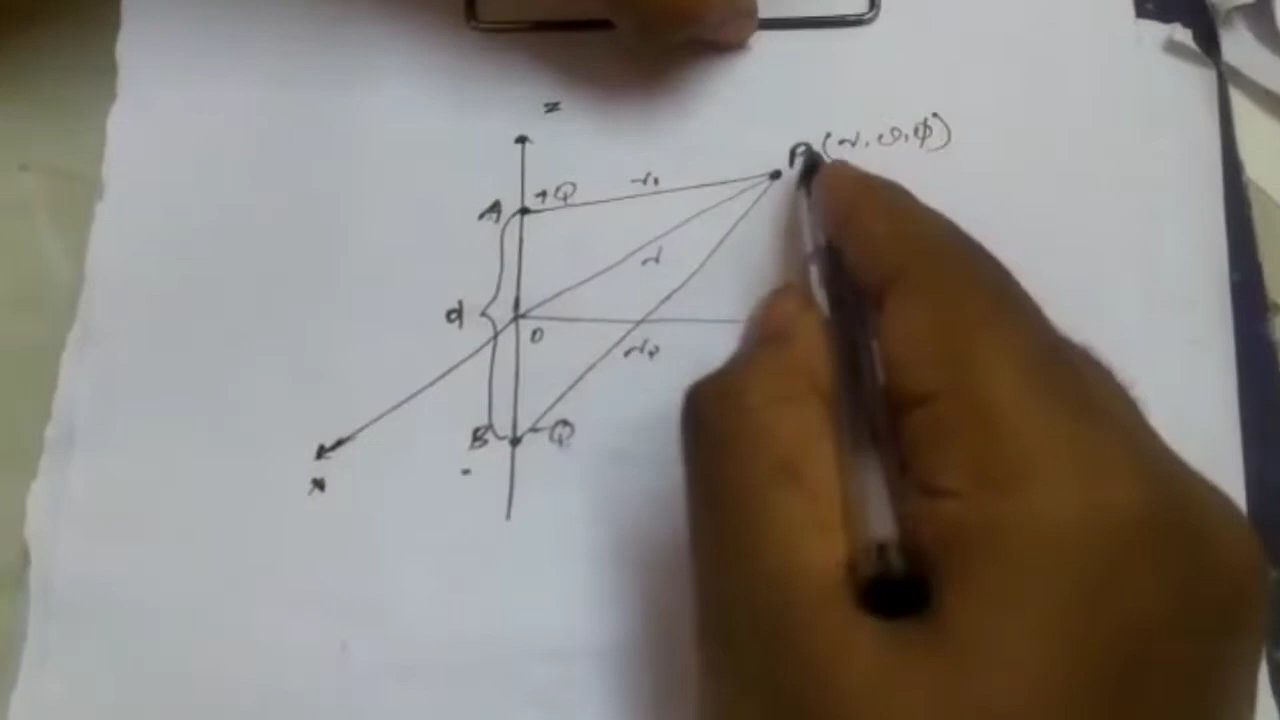 z
P (r, θ, φ)
r₁
A +Q
r
d
O
r₂
B -Q
x